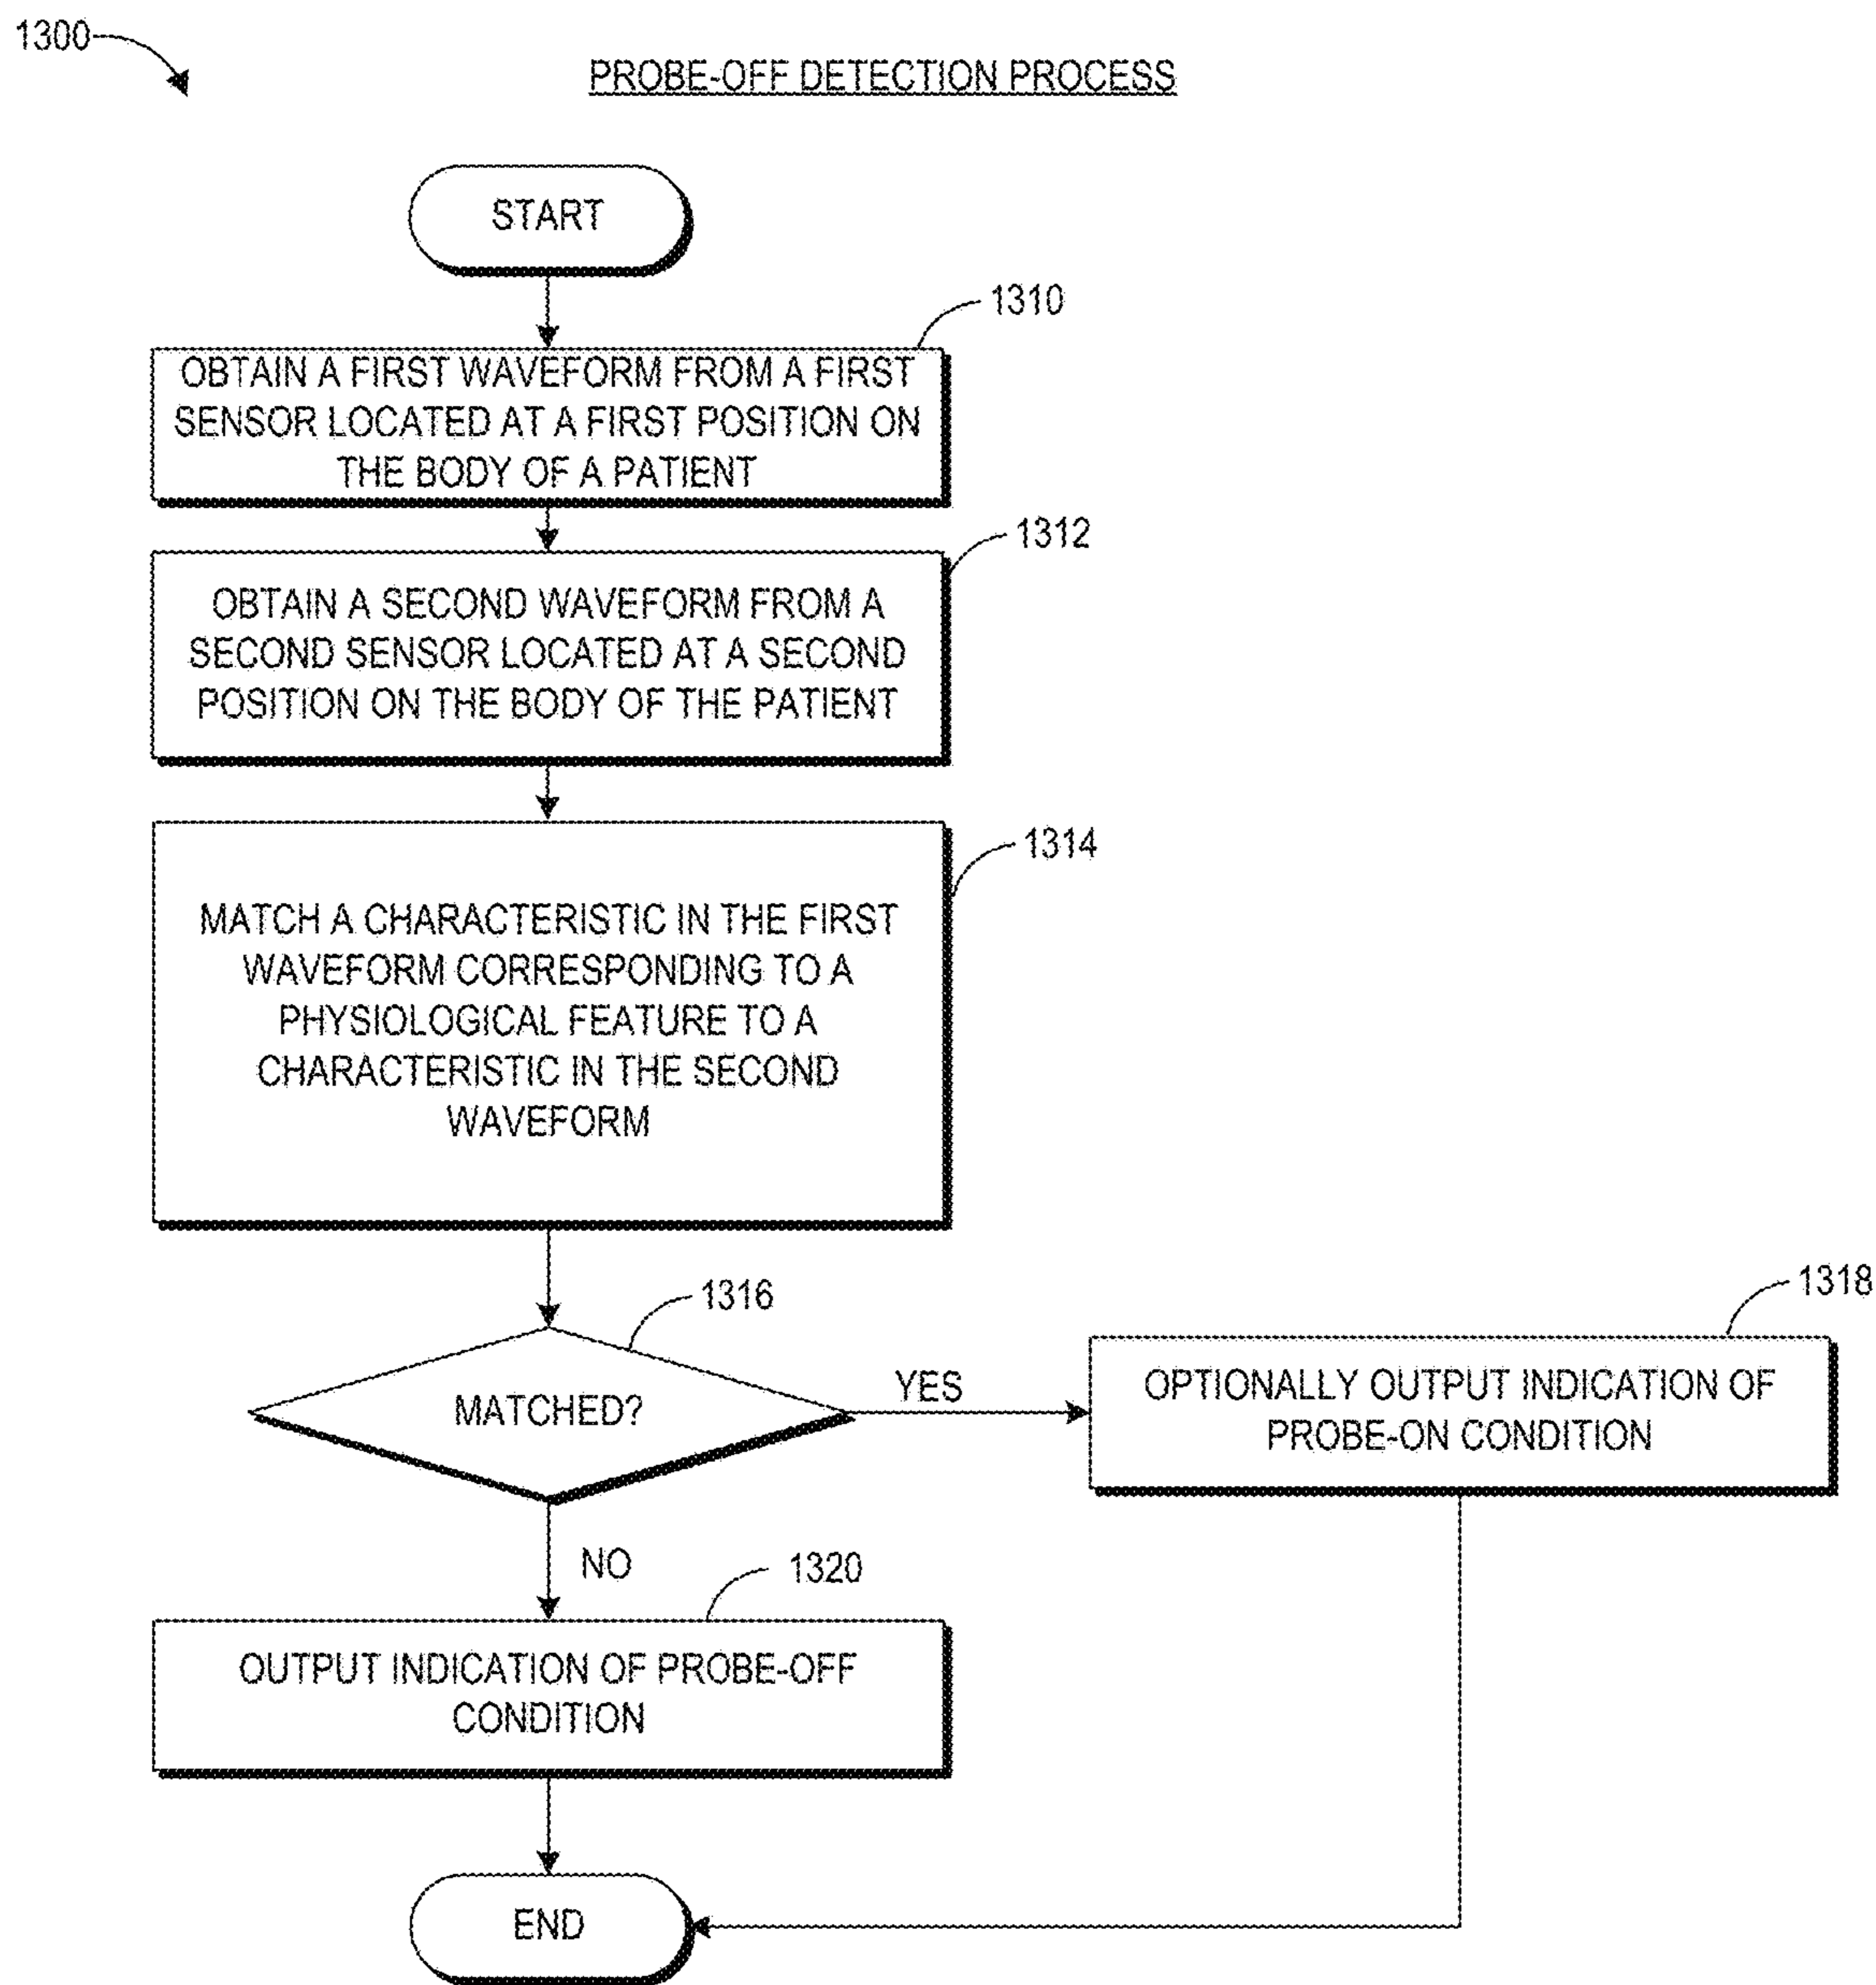 1300
PROBE-OFF DETECTION PROCESS
START
1310
OBTAIN A FIRST WAVEFORM FROM A FIRST
SENSOR LOCATED AT A FIRST POSITION ON
THE BODY OF A PATIENT
1312
OBTAIN A SECOND WAVEFORM FROM A
SECOND SENSOR LOCATED AT A SECOND
POSITION ON THE BODY OF THE PATIENT
1314
MATCH A CHARACTERISTIC IN THE FIRST
WAVEFORM CORRESPONDING TO A
PHYSIOLOGICAL FEATURE TO A
CHARACTERISTIC IN THE SECOND
WAVEFORM
1316
MATCHED?
YES
1318
OPTIONALLY OUTPUT INDICATION OF
PROBE-ON CONDITION
NO
1320
OUTPUT INDICATION OF PROBE-OFF
CONDITION
END